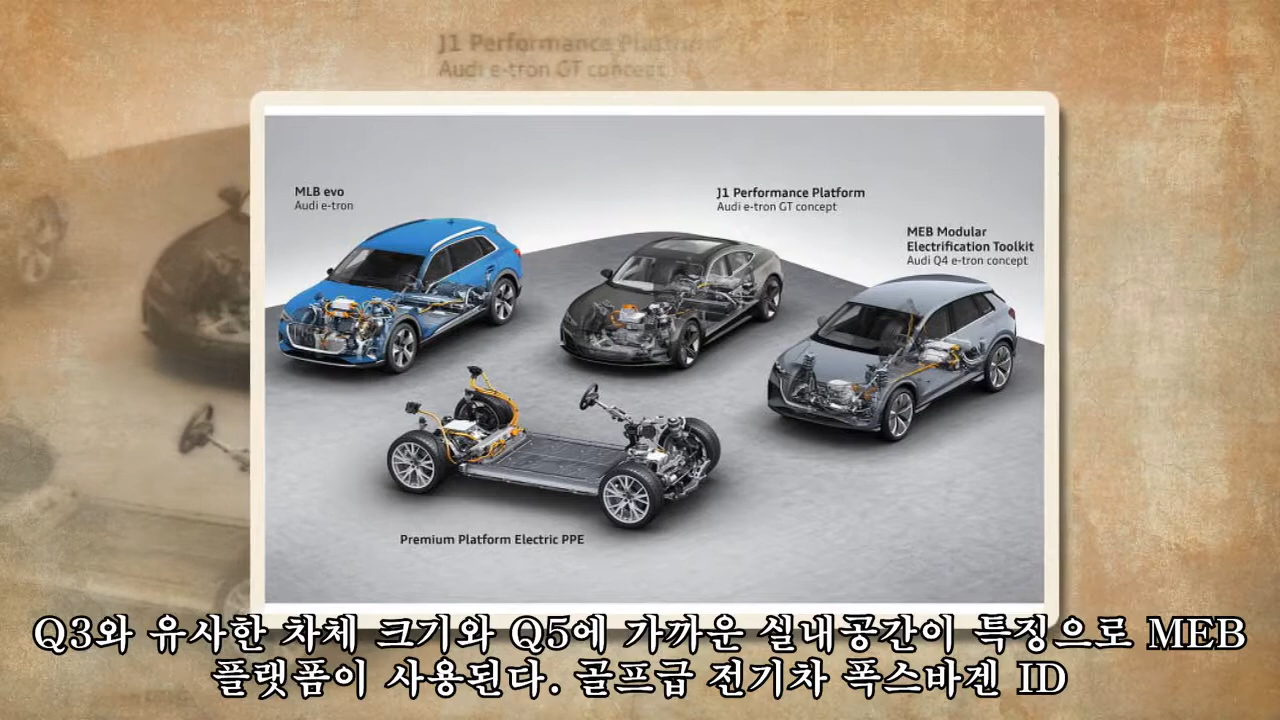 J1 Performance Platform
Audi e-tron GT concept
MLB evo
Audi e-tron
J1 Performance Platform
Audi e-tron GT concept
MEB Modular
Electrification Toolkit
Audi Q4 e-tron concept
Premium Platform Electric PPE
Q3와 유사한 차체 크기와 Q5에 가까운 실내공간이 특징으로 MEB
플랫폼이 사용된다. 골프급 전기차 폭스바겐 ID